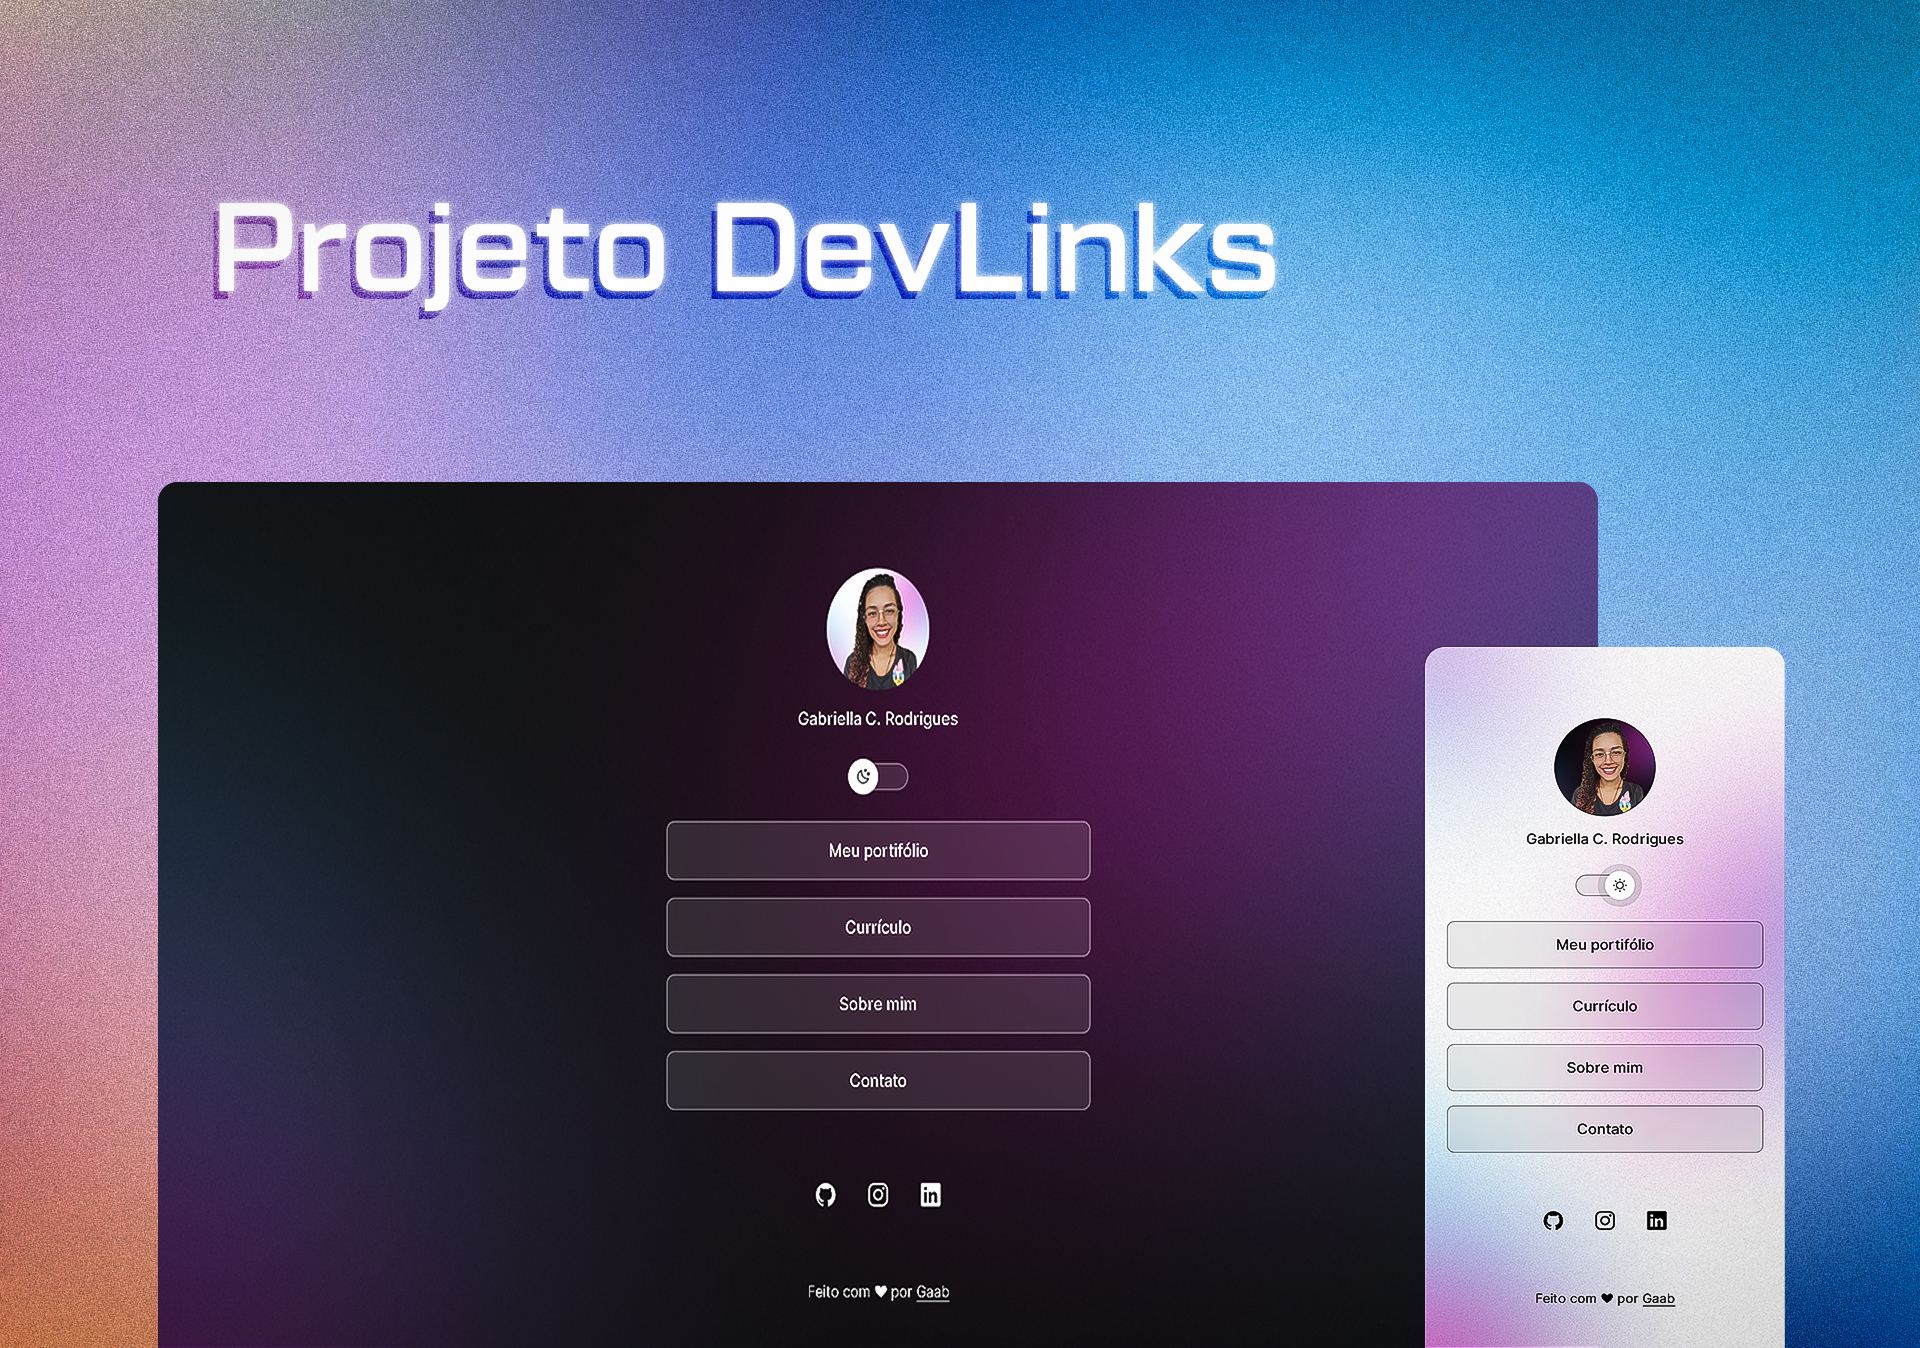 Projeto DevLinks
Gabriella C. Rodrigues
Meu portifólio
Currículo
Sobre mim
Contato
Feito com ♥ por Gaab
Gabriella C. Rodrigues
Meu portifólio
Currículo
Sobre mim
Contato
Feito com ♥ por Gaab